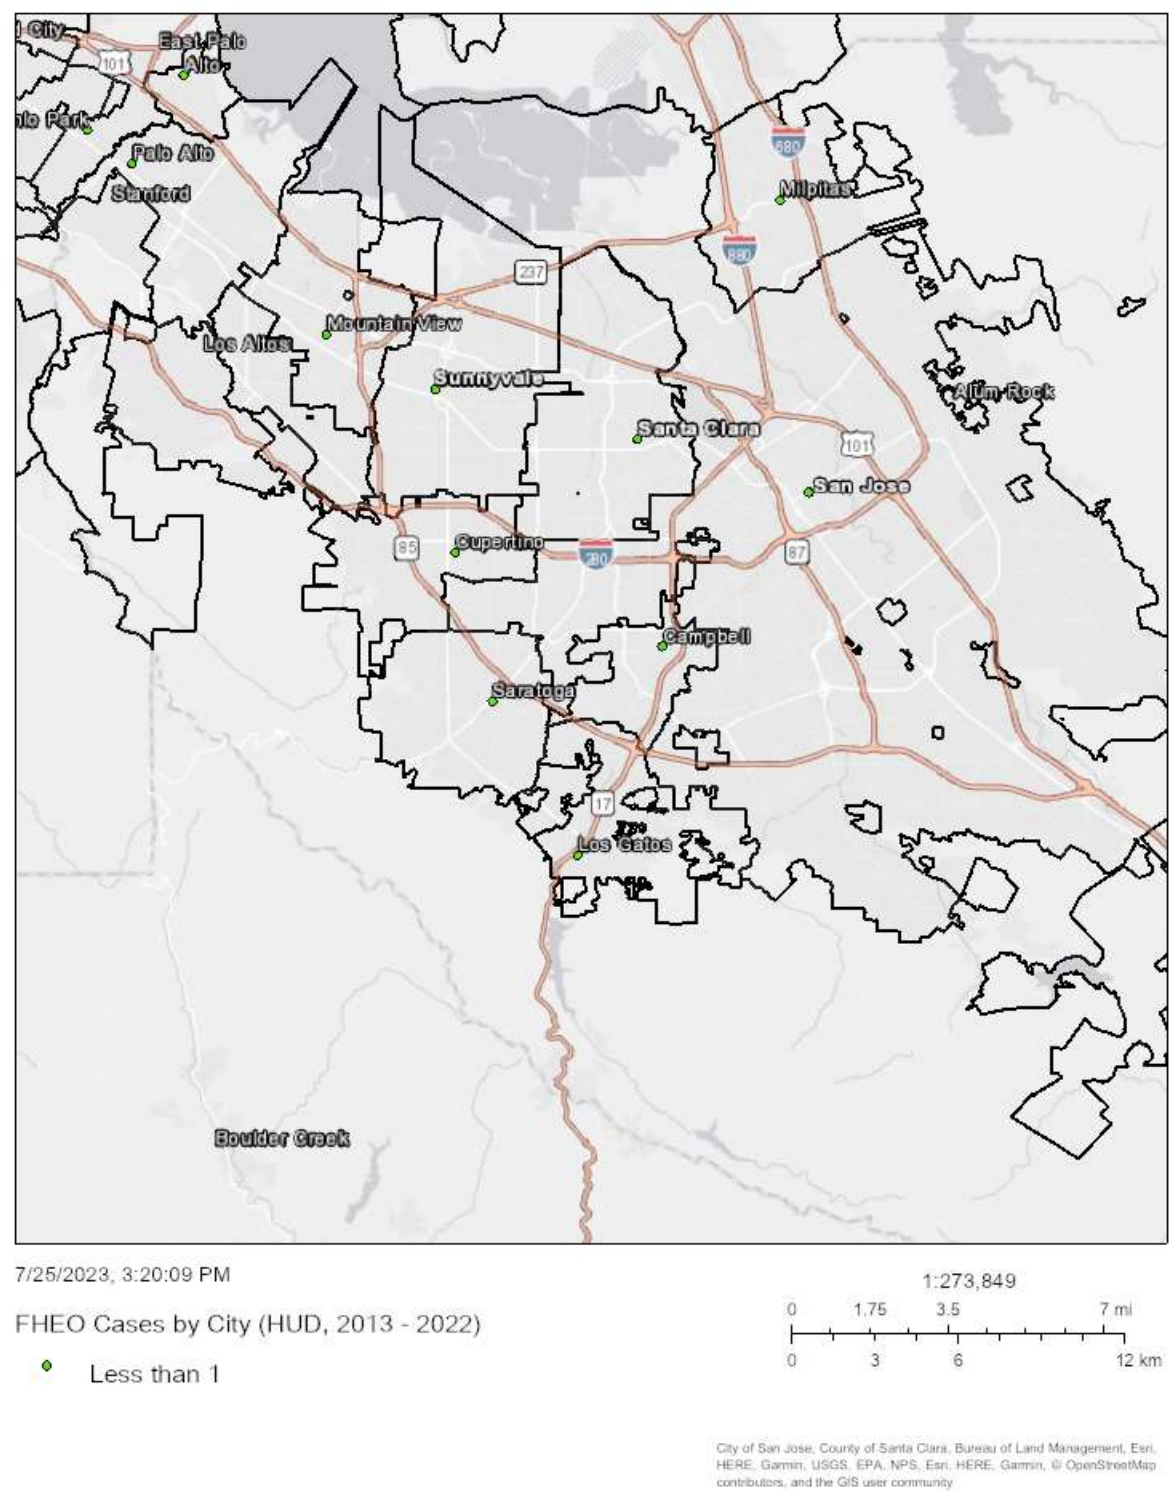 d City
East Palo
Alto
101
nlo Park
Palo Alto
Stanford
680
Milpitas
880
237
Mountain View
Los Altos
Sunnyvale
Alum Rock
Santa Clara
101
San Jose
85
Cupertino
280
87
Campbell
Saratoga
17
Los Gatos
Boulder Creek
7/25/2023, 3:20:09 PM
1:273,849
FHEO Cases by City (HUD, 2013 - 2022)
0 1.75 3.5 7 mi
0 3 6 12 km
Less than 1
City of San Jose, County of Santa Clara, Bureau of Land Management, Esri,
HERE, Garmin, USGS, EPA, NPS, Esri, HERE, Garmin, © OpenStreetMap
contributors, and the GIS user community